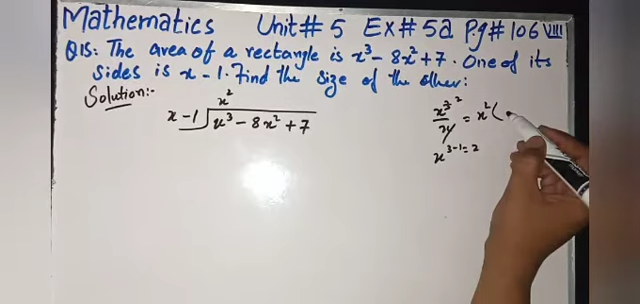 Mathematics Unit# 5 Ex# 5a Pg# 106 VIII
Q15: The area of a rectangle is x³ - 8x² + 7. One of its
sides is x - 1. Find the size of the other:
Solution:-
x²
x - 1 x³ - 8x² + 7
x³ ²
x = x² (
x³⁻¹⁼²